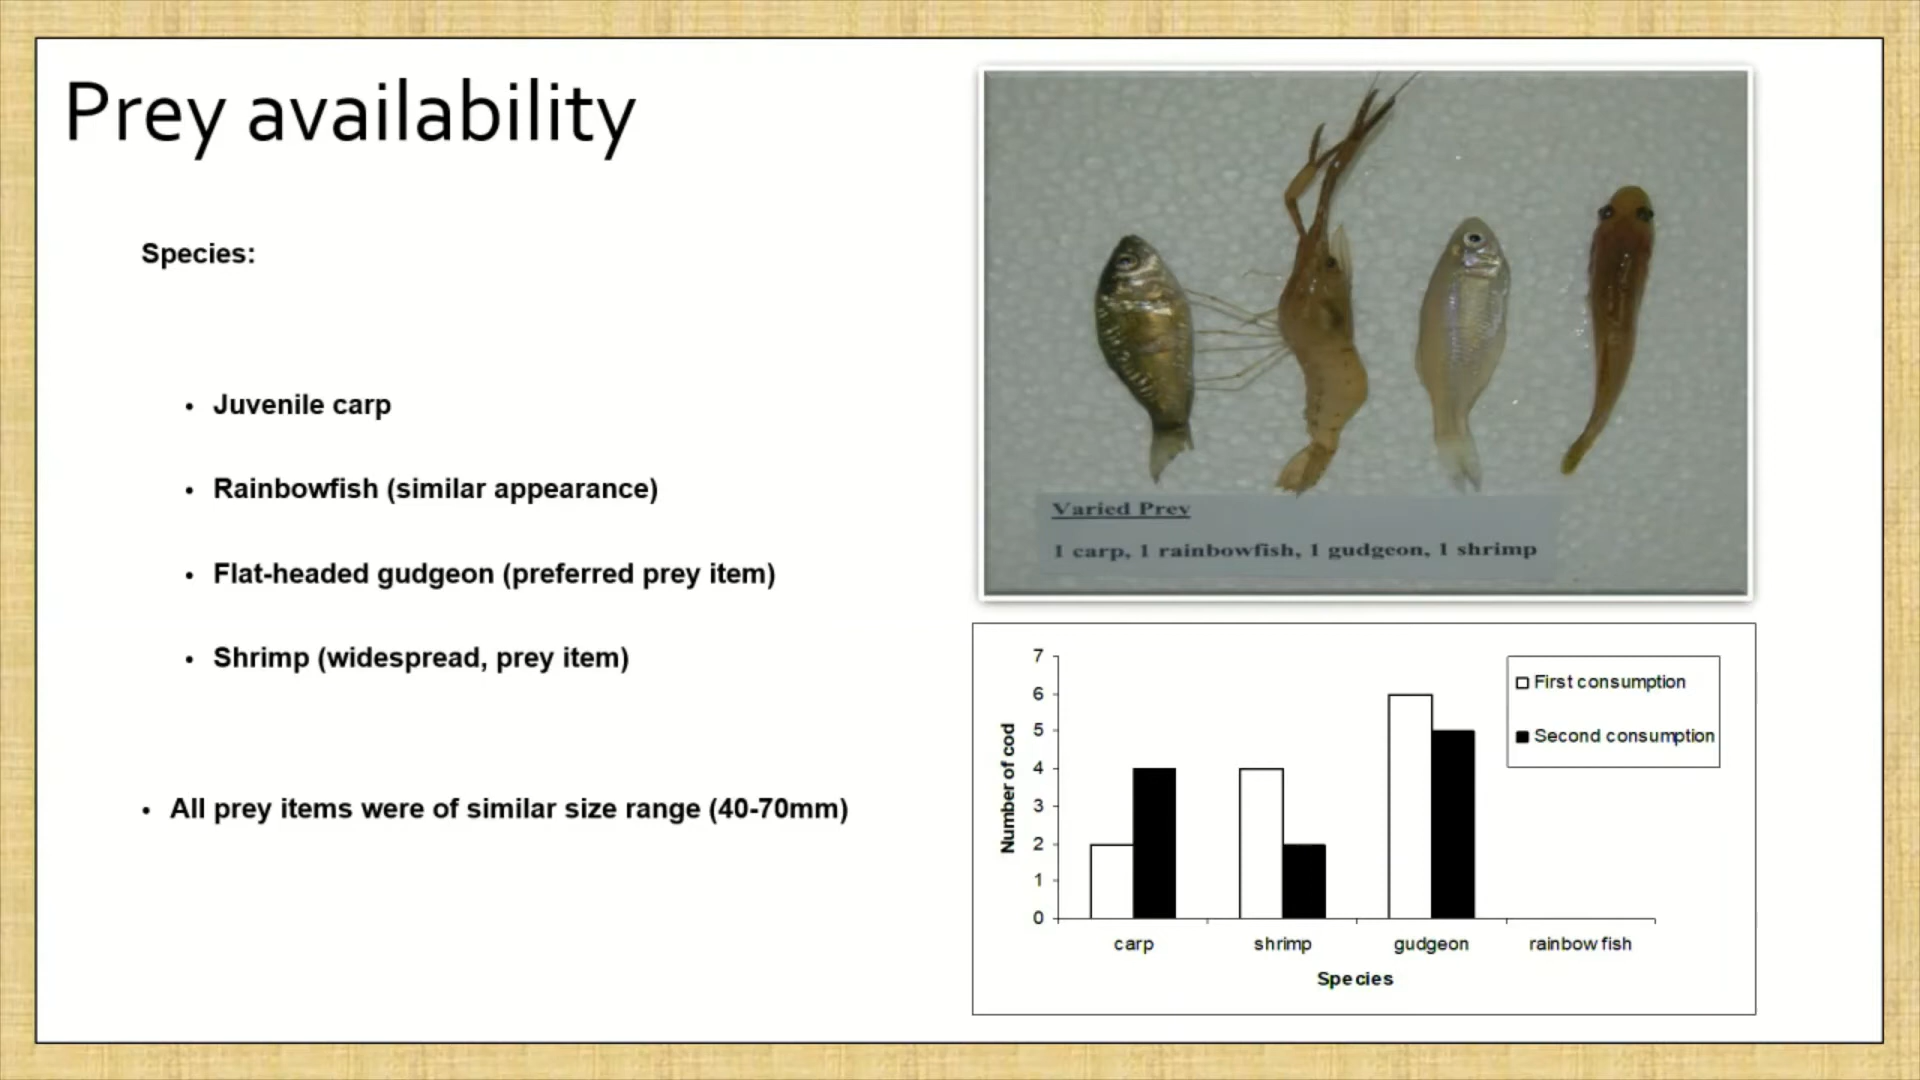 Prey availability
Species:
• Juvenile carp
• Rainbowfish (similar appearance)
• Flat-headed gudgeon (preferred prey item)
• Shrimp (widespread, prey item)
• All prey items were of similar size range (40-70mm)
Varied Prey
1 carp, 1 rainbowfish, 1 gudgeon, 1 shrimp
7
6
5
4
3
2
1
0
Number of cod
First consumption
Second consumption
carp shrimp gudgeon rainbow fish
Species